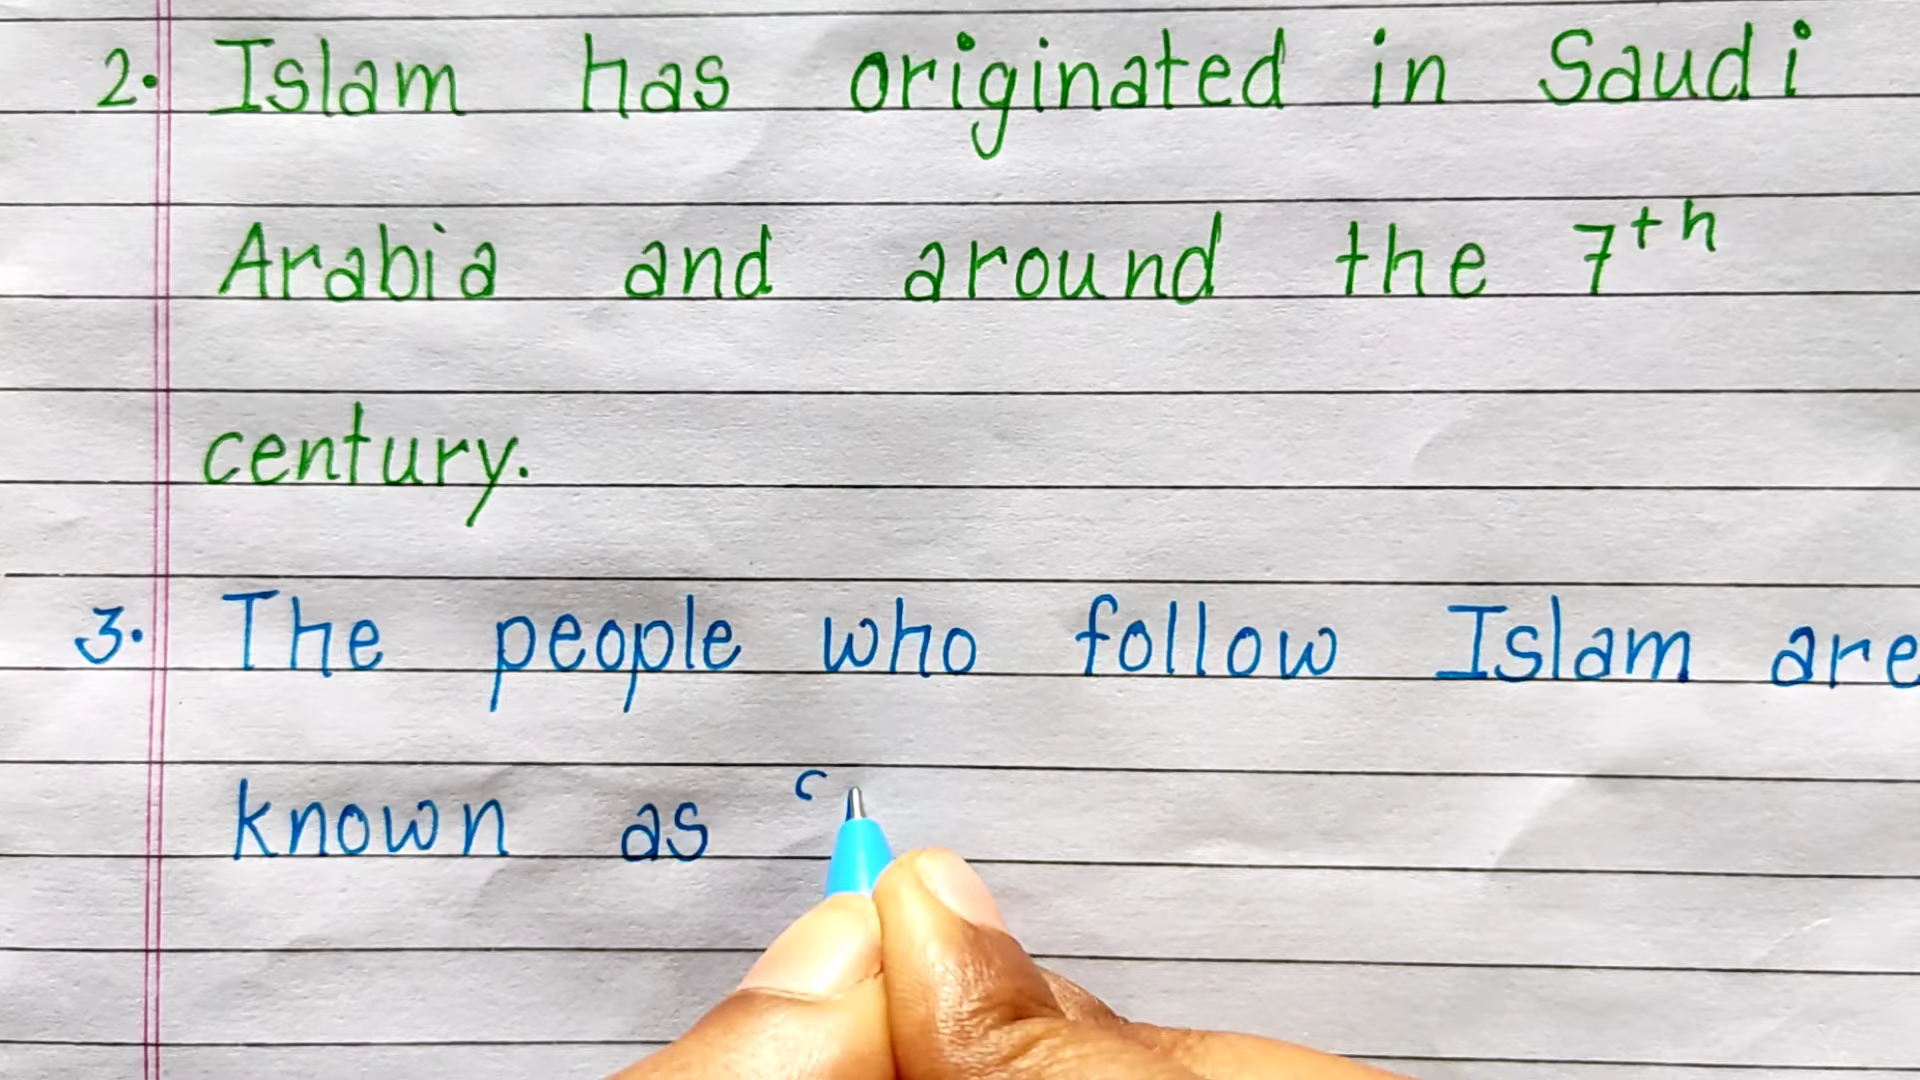 2. Islam has originated in Saudi
Arabia and around the 7th
century.
3. The people who follow Islam are
known as ‘